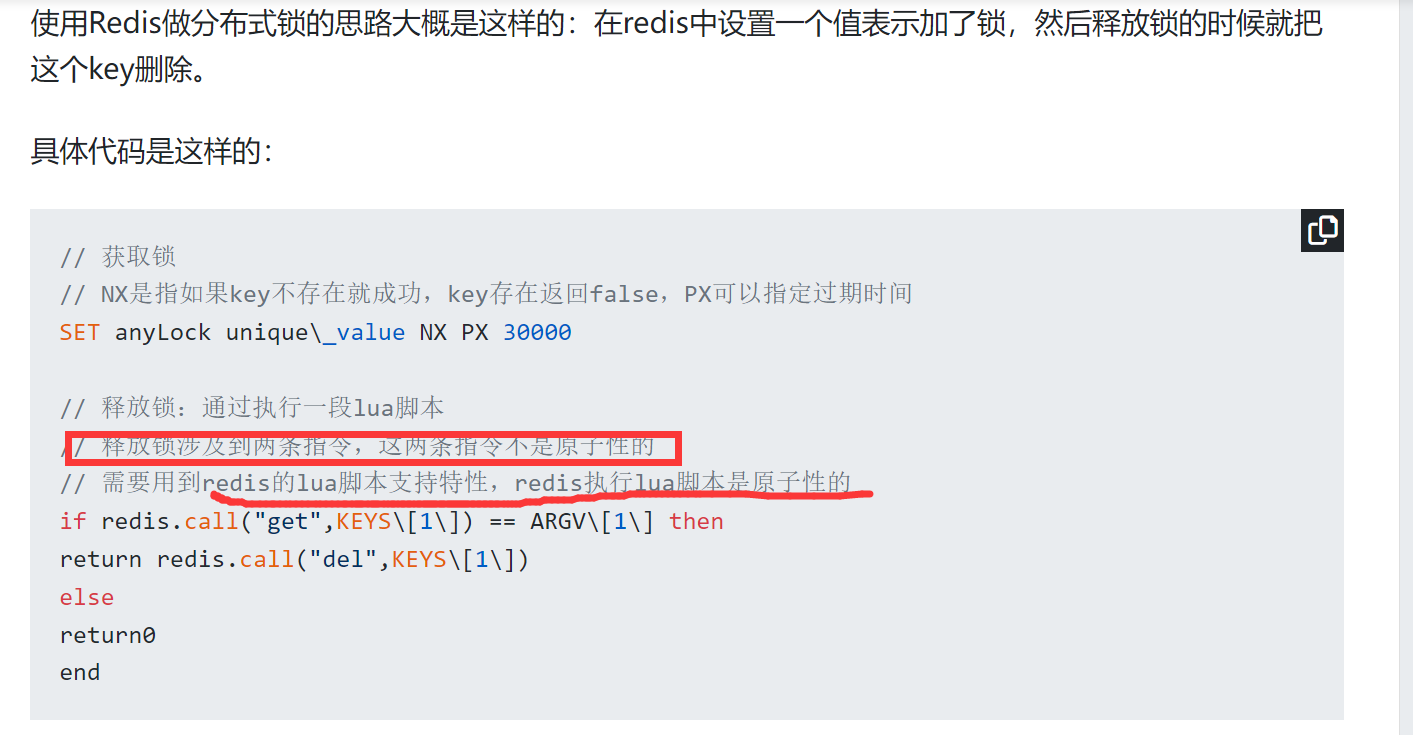 使用Redis做分布式锁的思路大概是这样的：在redis中设置一个值表示加了锁，然后释放锁的时候就把
这个key删除。
具体代码是这样的：
// 获取锁
// NX是指如果key不存在就成功，key存在返回false，PX可以指定过期时间
SET anyLock unique\_value NX PX 30000
// 释放锁：通过执行一段lua脚本
// 释放锁涉及到两条指令，这两条指令不是原子性的
// 需要用到redis的lua脚本支持特性，redis执行lua脚本是原子性的
if redis.call("get",KEYS\[1\]) == ARGV\[1\] then
return redis.call("del",KEYS\[1\])
else
return0
end